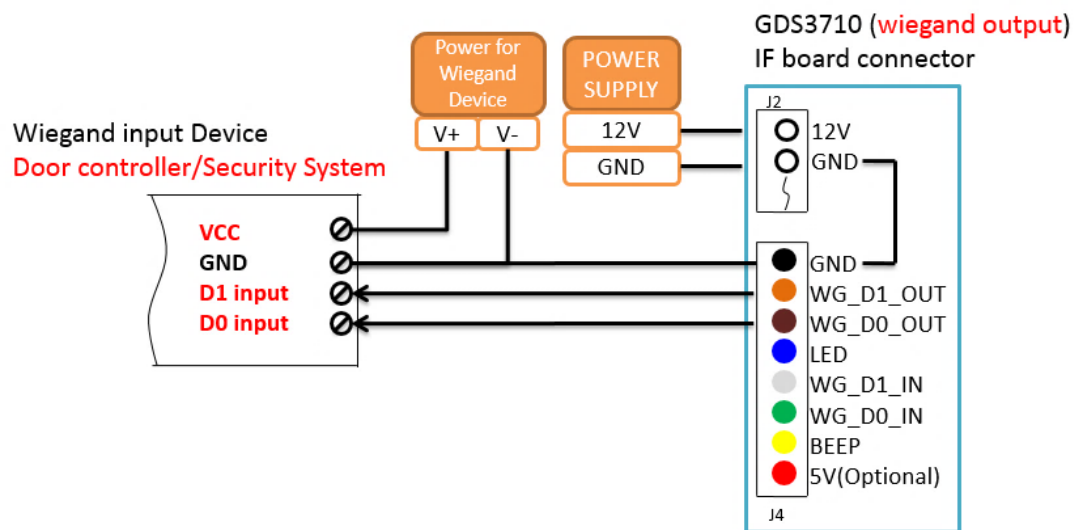 GDS3710 (wiegand output)
IF board connector
Power for
Wiegand
Device
V+ V-
POWER
SUPPLY
12V
GND
Wiegand input Device
Door controller/Security System
VCC
GND
D1 input
D0 input
J2
12V
GND
GND
WG_D1_OUT
WG_D0_OUT
LED
WG_D1_IN
WG_D0_IN
BEEP
5V(Optional)
J4